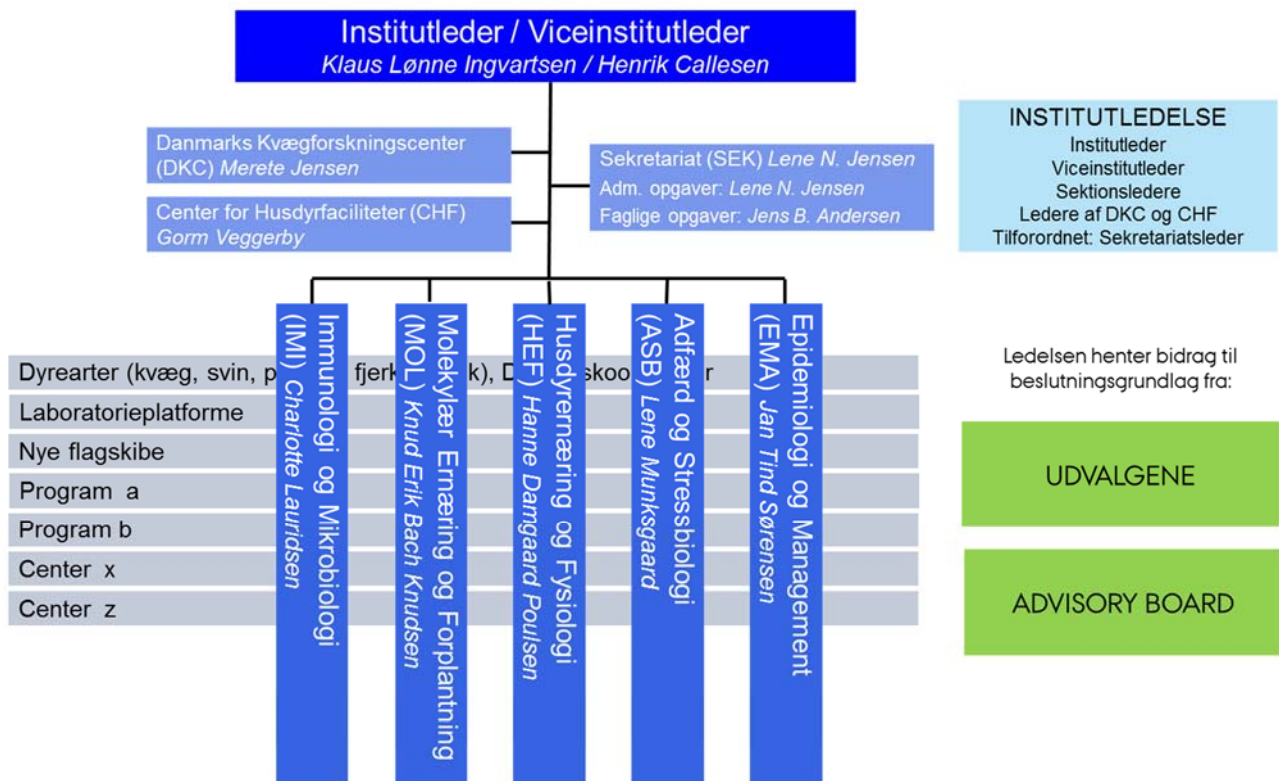 Institutleder / Viceinstitutleder
Klaus Lønne Ingvartsen / Henrik Callesen
Danmarks Kvægforskningscenter
(DKC) Merete Jensen
Center for Husdyrfaciliteter (CHF)
Gorm Veggerby
Sekretariat (SEK) Lene N. Jensen
Adm. opgaver: Lene N. Jensen
Faglige opgaver: Jens B. Andersen
INSTITUTLEDELSE
Institutleder
Viceinstitutleder
Sektionsledere
Ledere af DKC og CHF
Tilforordnet: Sekretariatsleder
Immunologi og Mikrobiologi
(IMI) Charlotte Lauridsen
Molekylær Ernæring og Forplantning
(MOL) Knud Erik Bach Knudsen
Husdyrernæring og Fysiologi
(HEF) Hanne Damgaard Poulsen
Adfærd og Stressbiologi
(ASB) Lene Munksgaard
Epidemiologi og Management
(EMA) Jan Tind Sørensen
Dyrearter (kvæg, svin,
Laboratorieplatforme
Nye flagskibe
Program a
Program b
Center x
Center z
Ledelsen henter bidrag til
beslutningsgrundlag fra:
UDVALGENE
ADVISORY BOARD